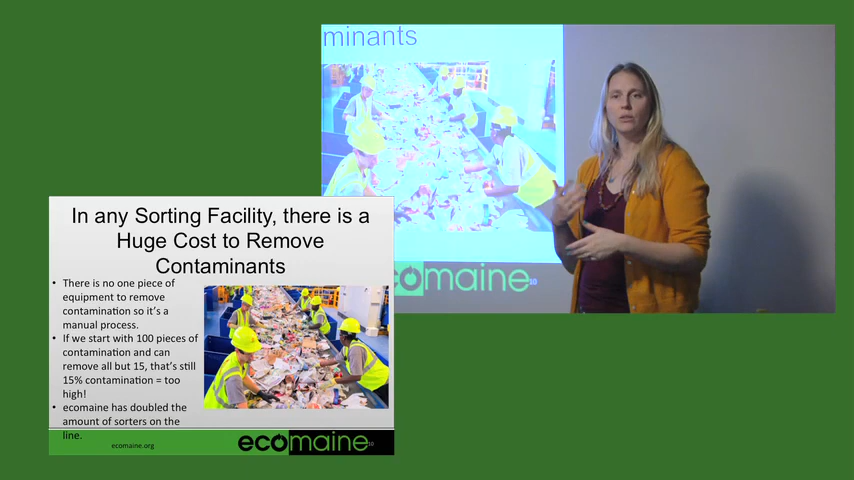 minants
ecomaine 10
In any Sorting Facility, there is a
Huge Cost to Remove
Contaminants
• There is no one piece of
equipment to remove
contamination so it's a
manual process.
• If we start with 100 pieces of
contamination and can
remove all but 15, that's still
15% contamination = too
high!
• ecomaine has doubled the
amount of sorters on the
line.
ecomaine.org
ecomaine 10